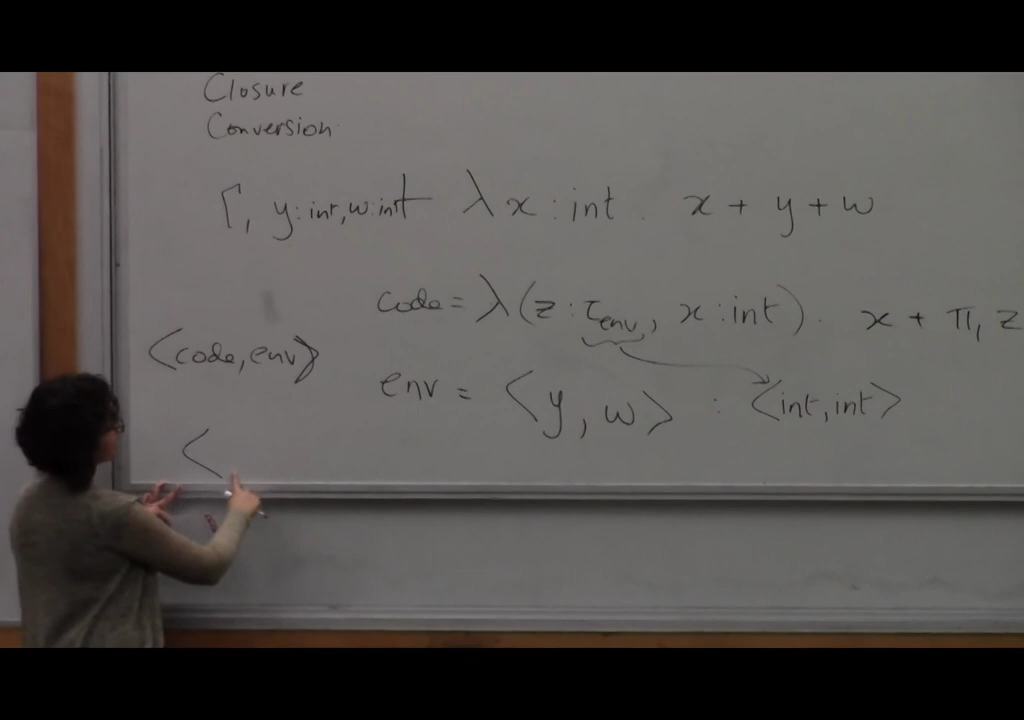 Closure
Conversion
Γ, y:int, w:int ⊢ λx:int. x + y + w
code = λ(z:τenv, x:int). x + π₁ z
<code, env>
env = <y, w> : <int, int>
<